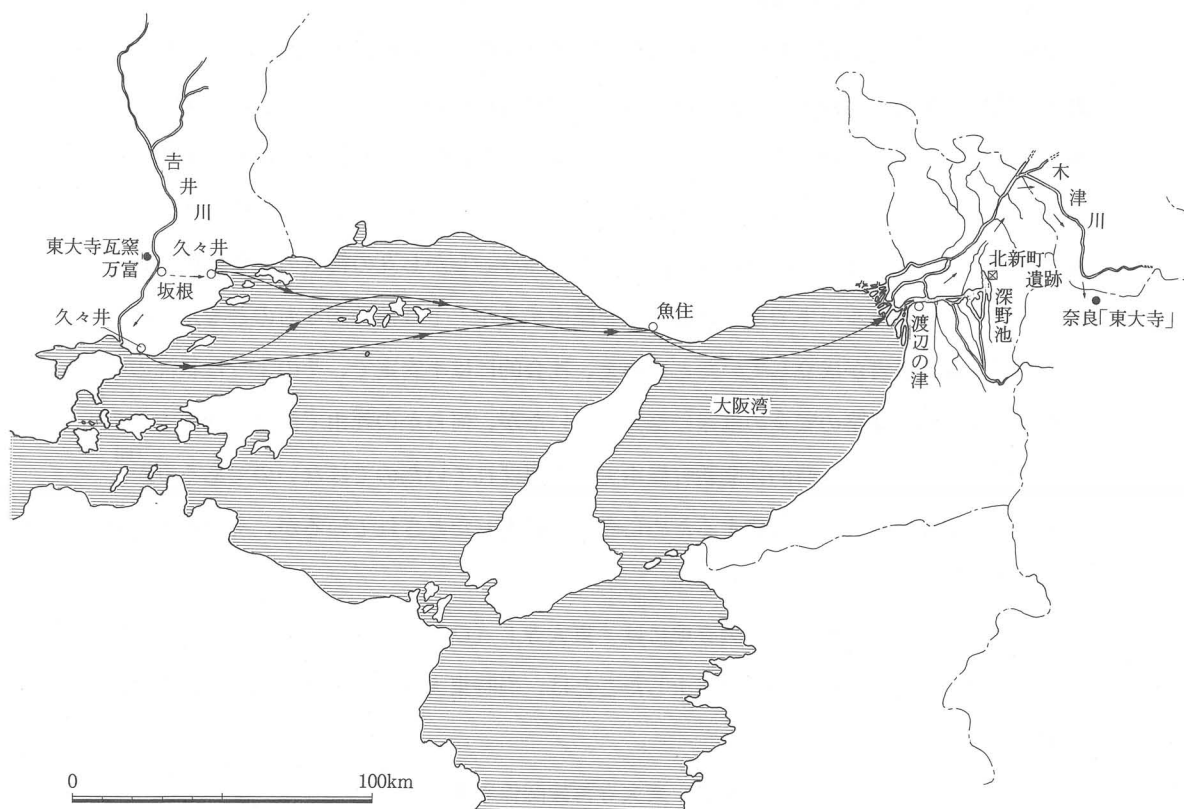 吉井川
東大寺瓦窯
万富
久々井
坂根
久々井
魚住
大阪湾
渡辺の津
深野池
北新町
遺跡
木津川
奈良「東大寺」
0
100km